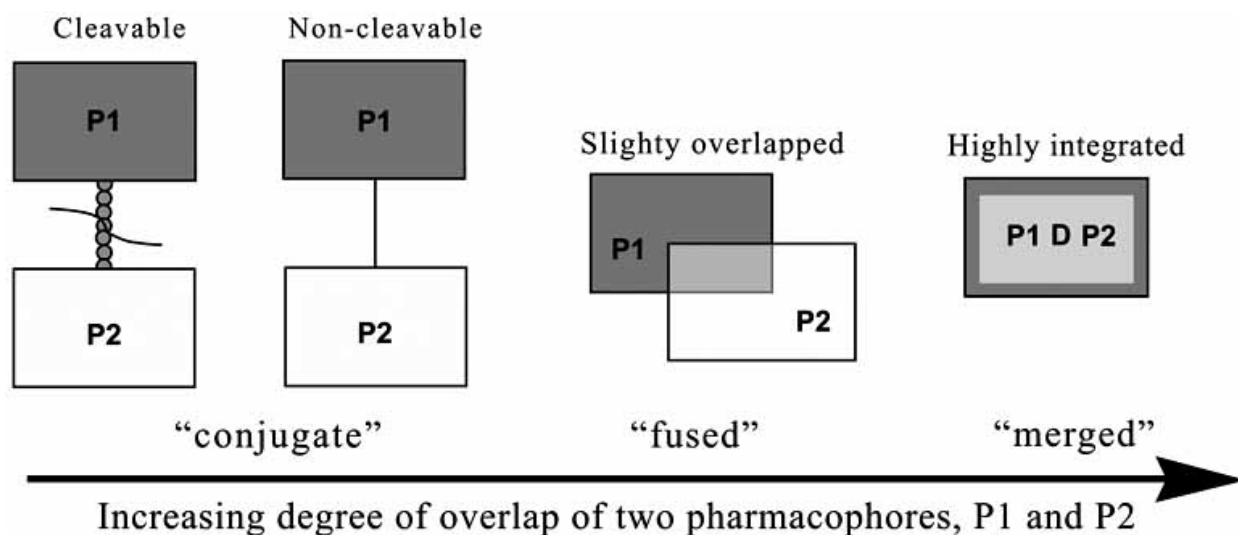 Cleavable
Non-cleavable
P1
P1
Slighty overlapped
Highly integrated
P1
P1 D P2
P2
P2
P2
“conjugate”
“fused”
“merged”
Increasing degree of overlap of two pharmacophores, P1 and P2